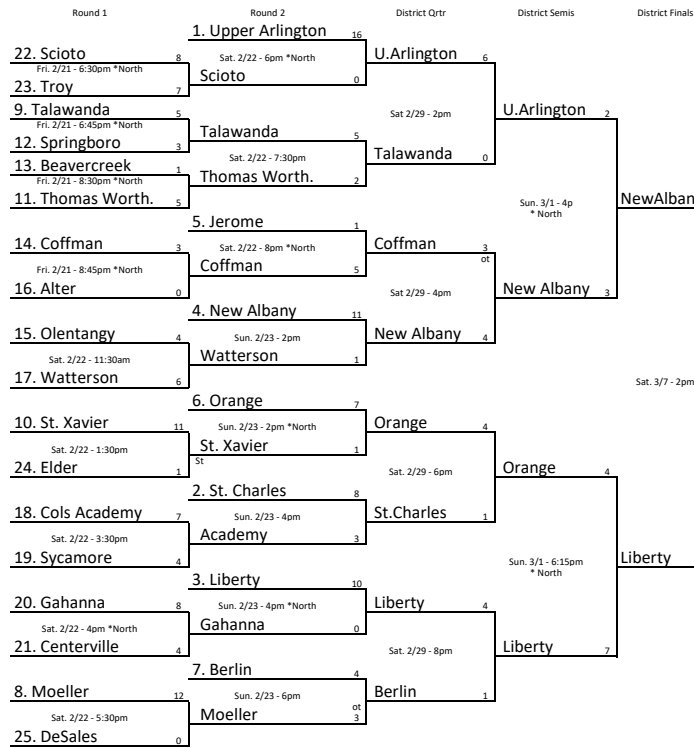 Round 1 Round 2 District Qrtr District Semis District Finals
1. Upper Arlington 16
22. Scioto 8
Sat. 2/22 - 6pm *North
U.Arlington 6
Fri. 2/21 - 6:30pm *North
Scioto 0
23. Troy 7
9. Talawanda 5
Sat 2/29 - 2pm
U.Arlington 2
Fri. 2/21 - 6:45pm *North
12. Springboro 3
Talawanda 5
Sat. 2/22 - 7:30pm
Talawanda 0
13. Beavercreek 1
Fri. 2/21 - 8:30pm *North
Thomas Worth. 2
11. Thomas Worth. 5
Sun. 3/1 - 4p
* North
NewAlban
5. Jerome 1
14. Coffman 3
Sat. 2/22 - 8pm *North
Coffman 3
ot
Fri. 2/21 - 8:45pm *North
Coffman 5
16. Alter 0
Sat 2/29 - 4pm
New Albany 3
4. New Albany 11
15. Olentangy 4
Sun. 2/23 - 2pm
New Albany 4
Sat. 2/22 - 11:30am
Watterson 1
17. Watterson 6
Sat. 3/7 - 2pm
6. Orange 7
10. St. Xavier 11
Sun. 2/23 - 2pm *North
Orange 4
Sat. 2/22 - 1:30pm
St. Xavier 1
St
24. Elder 1
Sat. 2/29 - 6pm
Orange 4
2. St. Charles 8
18. Cols Academy 7
Sun. 2/23 - 4pm
St.Charles 1
Sat. 2/22 - 3:30pm
Academy 3
19. Sycamore 4
Sun. 3/1 - 6:15pm
* North
Liberty
3. Liberty 10
20. Gahanna 8
Sun. 2/23 - 4pm *North
Liberty 4
Sat. 2/22 - 4pm *North
Gahanna 0
21. Centerville 4
Sat. 2/29 - 8pm
Liberty 7
7. Berlin 4
8. Moeller 12
Sun. 2/23 - 6pm
Berlin 1
ot
Sat. 2/22 - 5:30pm
Moeller 3
25. DeSales 0